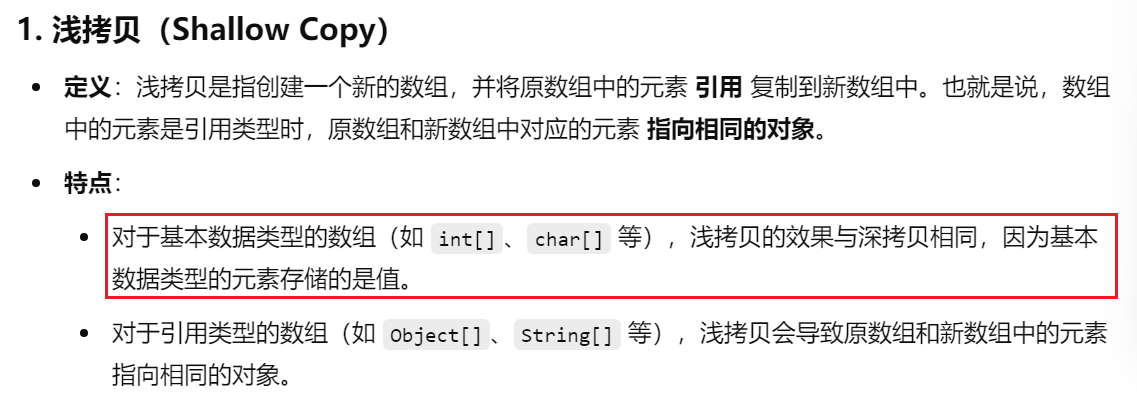 1. 浅拷贝（Shallow Copy）
定义：浅拷贝是指创建一个新的数组，并将原数组中的元素 引用 复制到新数组中。也就是说，数组
中的元素是引用类型时，原数组和新数组中对应的元素 指向相同的对象。
特点：
对于基本数据类型的数组（如 int[]、char[] 等），浅拷贝的效果与深拷贝相同，因为基本
数据类型的元素存储的是值。
对于引用类型的数组（如 Object[]、String[] 等），浅拷贝会导致原数组和新数组中的元素
指向相同的对象。